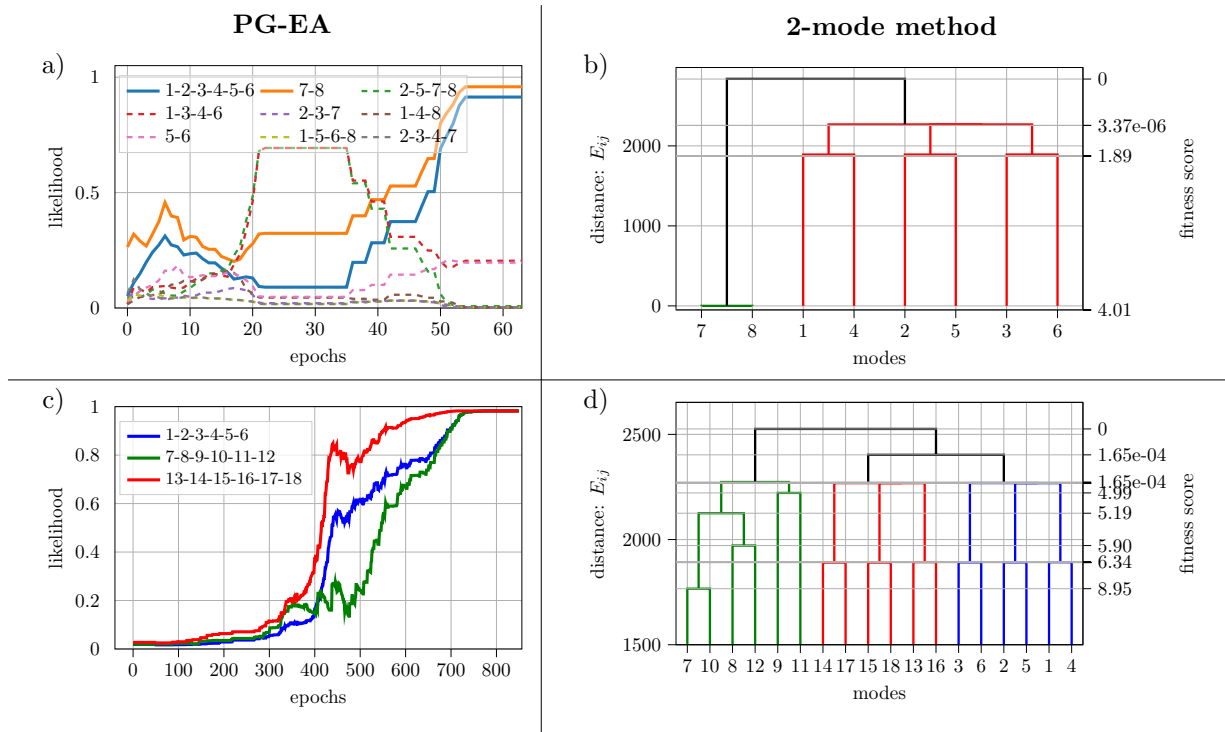 PG-EA
2-mode method
a)
1
0.5
0
likelihood
1-2-3-4-5-6
7-8
2-5-7-8
1-3-4-6
2-3-7
1-4-8
5-6
1-5-6-8
2-3-4-7
0 10 20 30 40 50 60
epochs
b)
2000
1000
0
distance: E_ij
0
3.37e-06
1.89
4.01
fitness score
7 8 1 4 2 5 3 6
modes
c)
1
0.8
0.6
0.4
0.2
0
likelihood
1-2-3-4-5-6
7-8-9-10-11-12
13-14-15-16-17-18
0 100 200 300 400 500 600 700 800
epochs
d)
2500
2000
1500
distance: E_ij
0
1.65e-04
1.65e-04
4.99
5.19
5.90
6.34
8.95
fitness score
7 10 8 12 9 11 14 17 15 18 13 16 3 6 2 5 1 4
modes